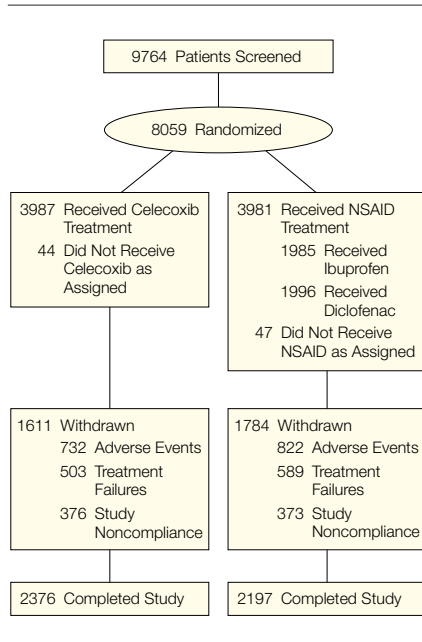 9764 Patients Screened
8059 Randomized
3987 Received Celecoxib
Treatment
44 Did Not Receive
Celecoxib as
Assigned
3981 Received NSAID
Treatment
1985 Received
Ibuprofen
1996 Received
Diclofenac
47 Did Not Receive
NSAID as Assigned
1611 Withdrawn
732 Adverse Events
503 Treatment
Failures
376 Study
Noncompliance
1784 Withdrawn
822 Adverse Events
589 Treatment
Failures
373 Study
Noncompliance
2376 Completed Study
2197 Completed Study